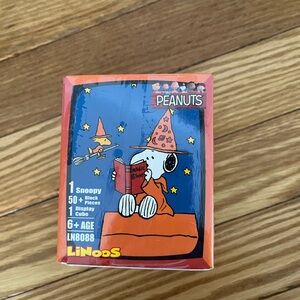 PEANUTS
1 Snoopy
50+ Block Pieces
1 Display Cube
6+ AGE
LN8088
LiNooS